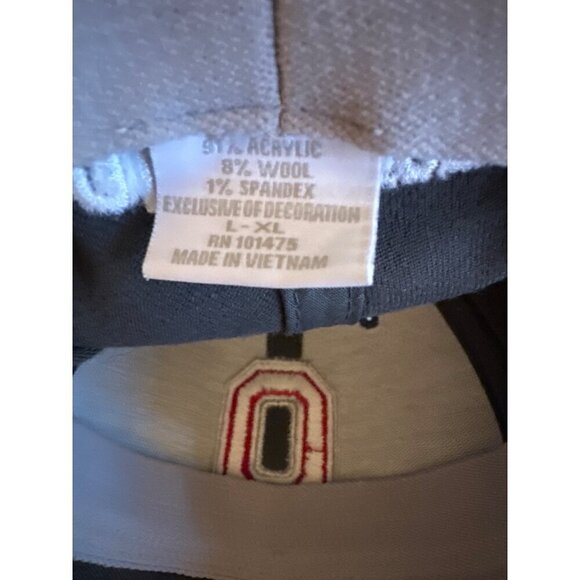 91% ACRYLIC
8% WOOL
1% SPANDEX
EXCLUSIVE OF DECORATION
L-XL
RN 101475
MADE IN VIETNAM
O